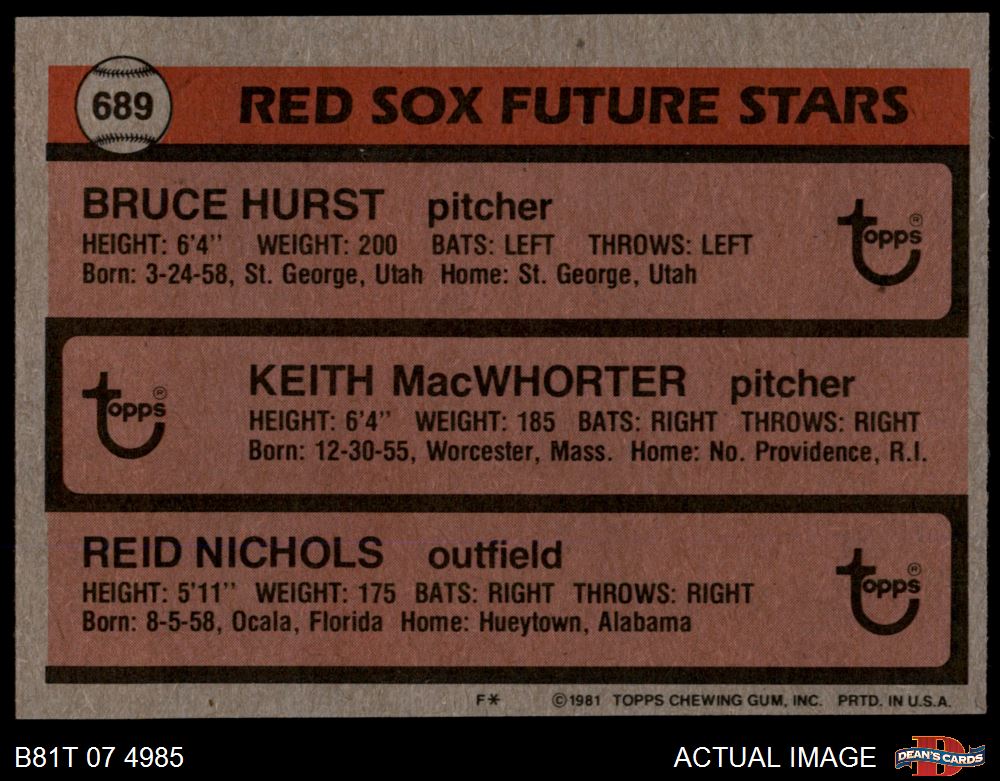 689 RED SOX FUTURE STARS
BRUCE HURST pitcher
HEIGHT: 6'4'' WEIGHT: 200 BATS: LEFT THROWS: LEFT
Born: 3-24-58, St. George, Utah Home: St. George, Utah
topps®
KEITH MacWHORTER pitcher
HEIGHT: 6'4'' WEIGHT: 185 BATS: RIGHT THROWS: RIGHT
Born: 12-30-55, Worcester, Mass. Home: No. Providence, R.I.
topps®
REID NICHOLS outfield
HEIGHT: 5'11'' WEIGHT: 175 BATS: RIGHT THROWS: RIGHT
Born: 8-5-58, Ocala, Florida Home: Hueytown, Alabama
topps®
F* ©1981 TOPPS CHEWING GUM, INC. PRTD. IN U.S.A.
B81T 07 4985 ACTUAL IMAGE D DEAN'S CARDS